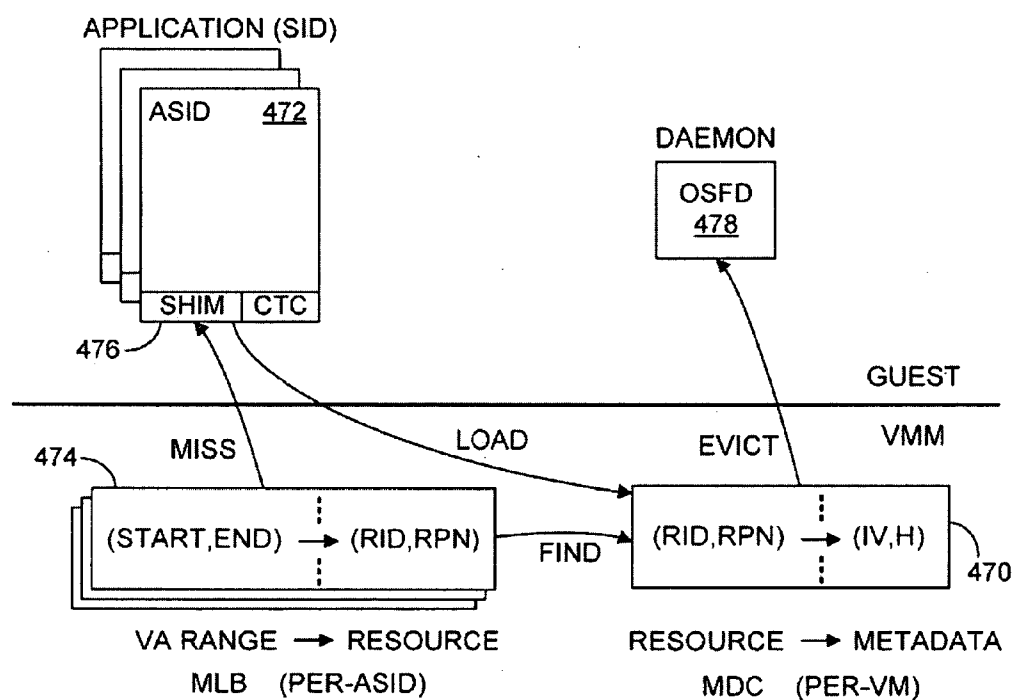 APPLICATION (SID)
ASID 472
SHIM CTC
476
DAEMON
OSFD
478
GUEST
VMM
MISS
LOAD
EVICT
474
(START,END) → (RID,RPN)
FIND
(RID,RPN) → (IV,H)
470
VA RANGE → RESOURCE
MLB (PER-ASID)
RESOURCE → METADATA
MDC (PER-VM)